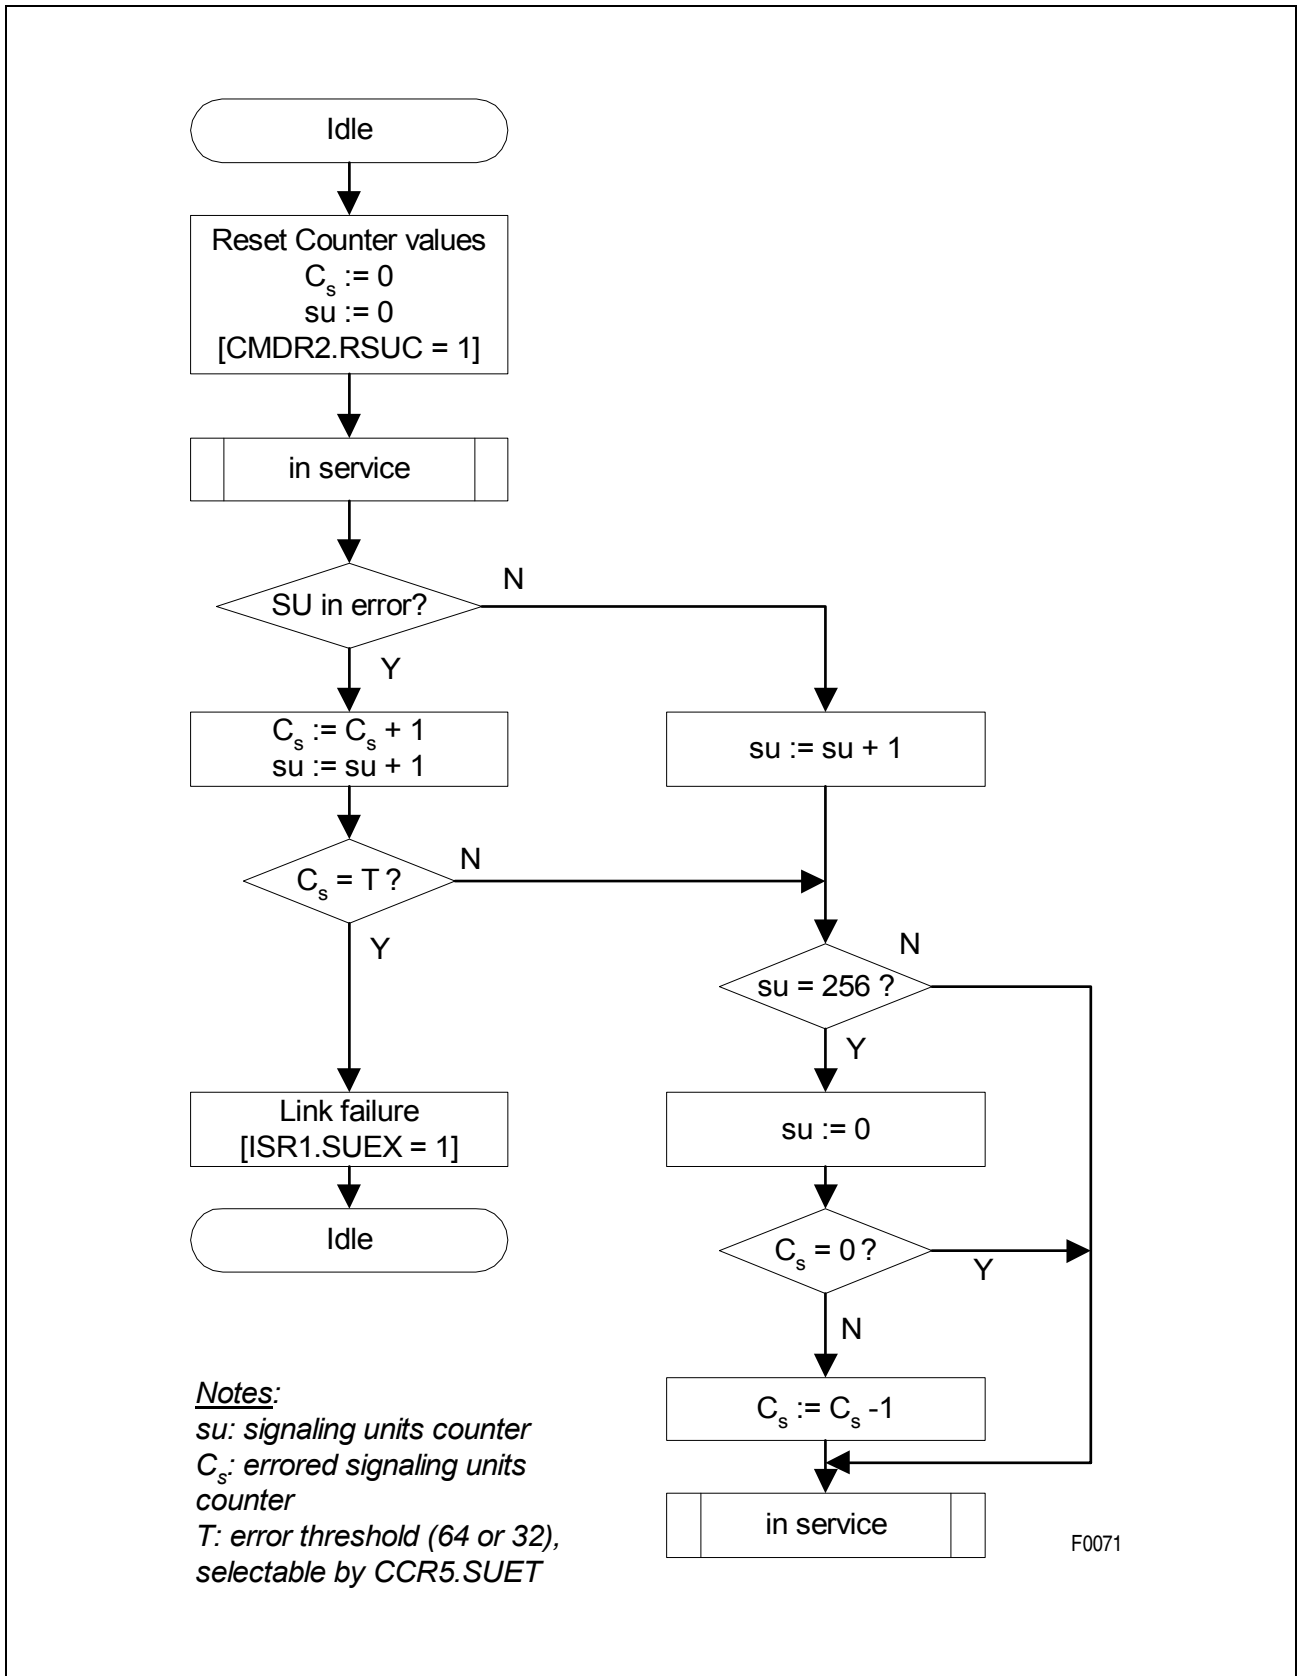 Idle
Reset Counter values
Cs := 0
su := 0
[CMDR2.RSUC = 1]
in service
SU in error?
N
Y
Cs := Cs + 1
su := su + 1
su := su + 1
Cs = T ?
N
Y
su = 256 ?
N
Y
Link failure
[ISR1.SUEX = 1]
su := 0
Idle
Cs = 0 ?
Y
N
Cs := Cs -1
in service
Notes:
su: signaling units counter
Cs: errored signaling units
counter
T: error threshold (64 or 32),
selectable by CCR5.SUET
F0071